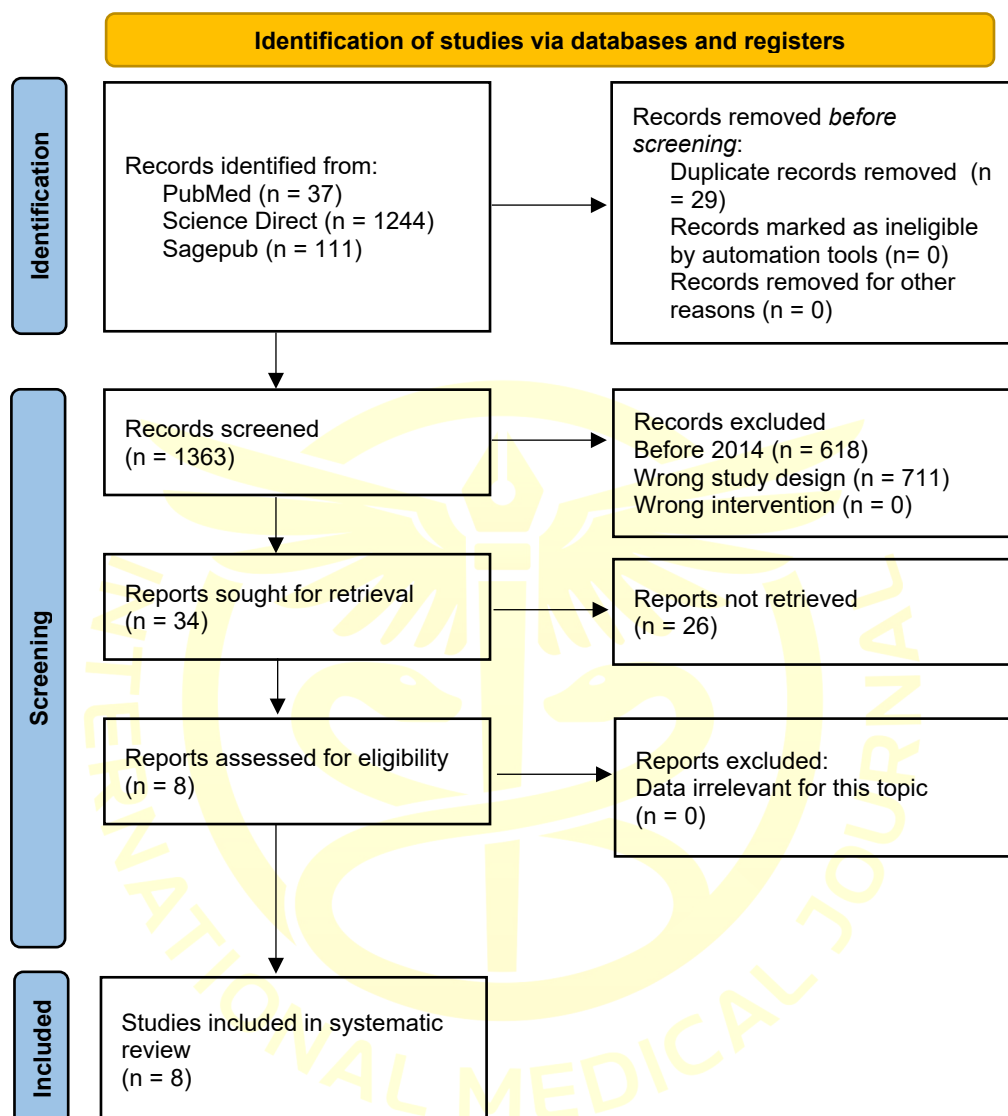 Identification of studies via databases and registers
Identification
Records identified from:
PubMed (n = 37)
Science Direct (n = 1244)
Sagepub (n = 111)
Records removed before
screening:
Duplicate records removed  (n
= 29)
Records marked as ineligible
by automation tools (n= 0)
Records removed for other
reasons (n = 0)
Screening
Records screened
(n = 1363)
Records excluded
Before 2014 (n = 618)
Wrong study design (n = 711)
Wrong intervention (n = 0)
Reports sought for retrieval
(n = 34)
Reports not retrieved
(n = 26)
Reports assessed for eligibility
(n = 8)
Reports excluded:
Data irrelevant for this topic
(n = 0)
Included
Studies included in systematic
review
(n = 8)
INTERNATIONAL MEDICAL JOURNAL